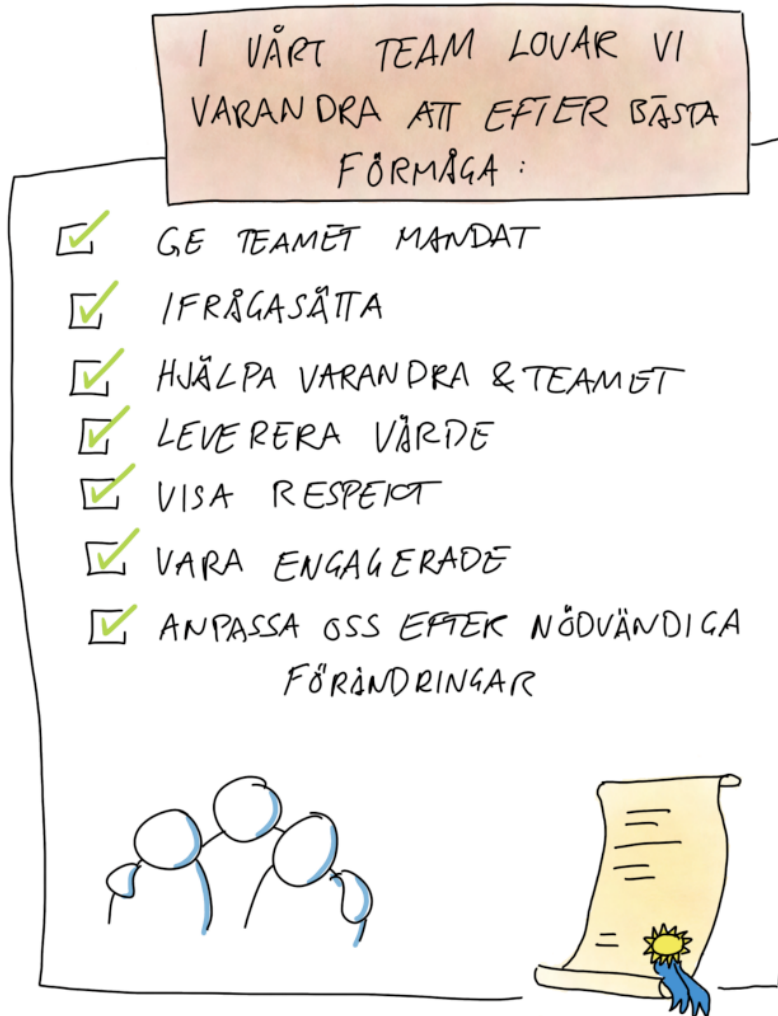 I VÅRT TEAM LOVAR VI
VARANDRA ATT EFTER BÄSTA
FÖRMÅGA:
GE TEAMET MANDAT
IFRÅGASÄTTA
HJÄLPA VARANDRA & TEAMET
LEVERERA VÄRDE
VISA RESPEKT
VARA ENGAGERADE
ANPASSA OSS EFTER NÖDVÄNDIGA
FÖRÄNDRINGAR